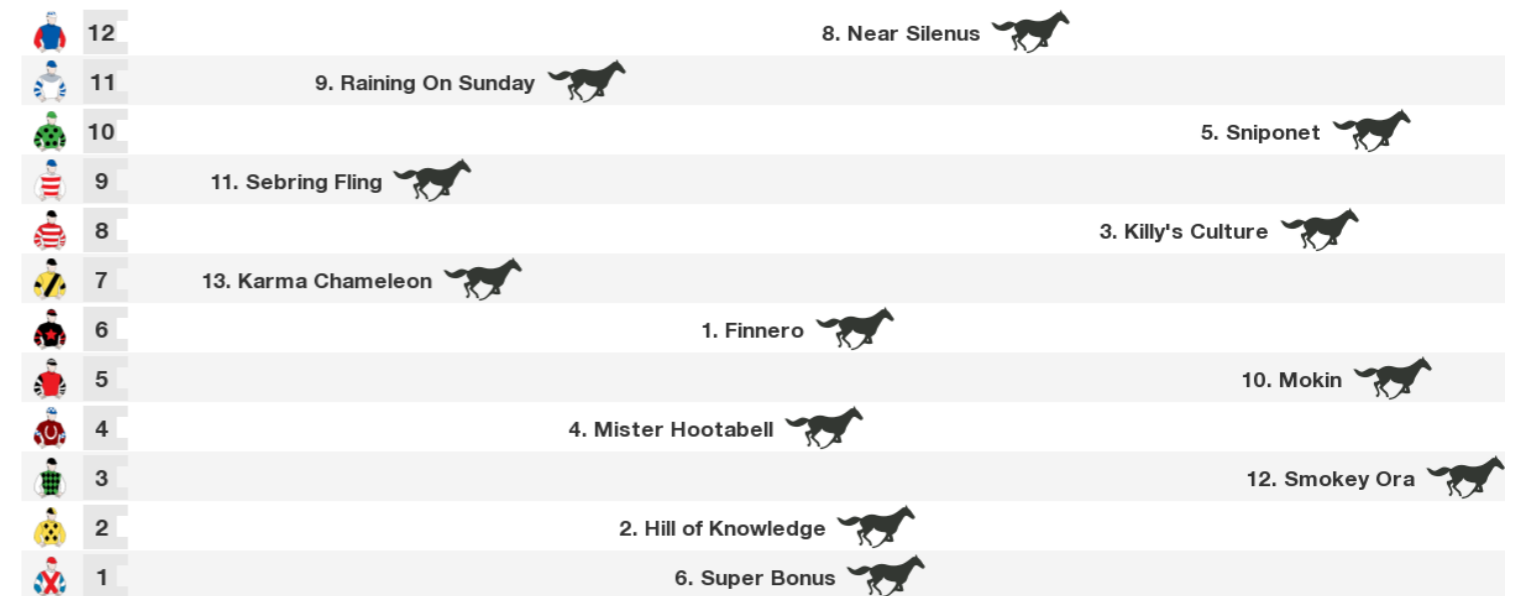 12 8. Near Silenus
11 9. Raining On Sunday
10 5. Sniponet
9 11. Sebring Fling
8 3. Killy's Culture
7 13. Karma Chameleon
6 1. Finnero
5 10. Mokin
4 4. Mister Hootabell
3 12. Smokey Ora
2 2. Hill of Knowledge
1 6. Super Bonus